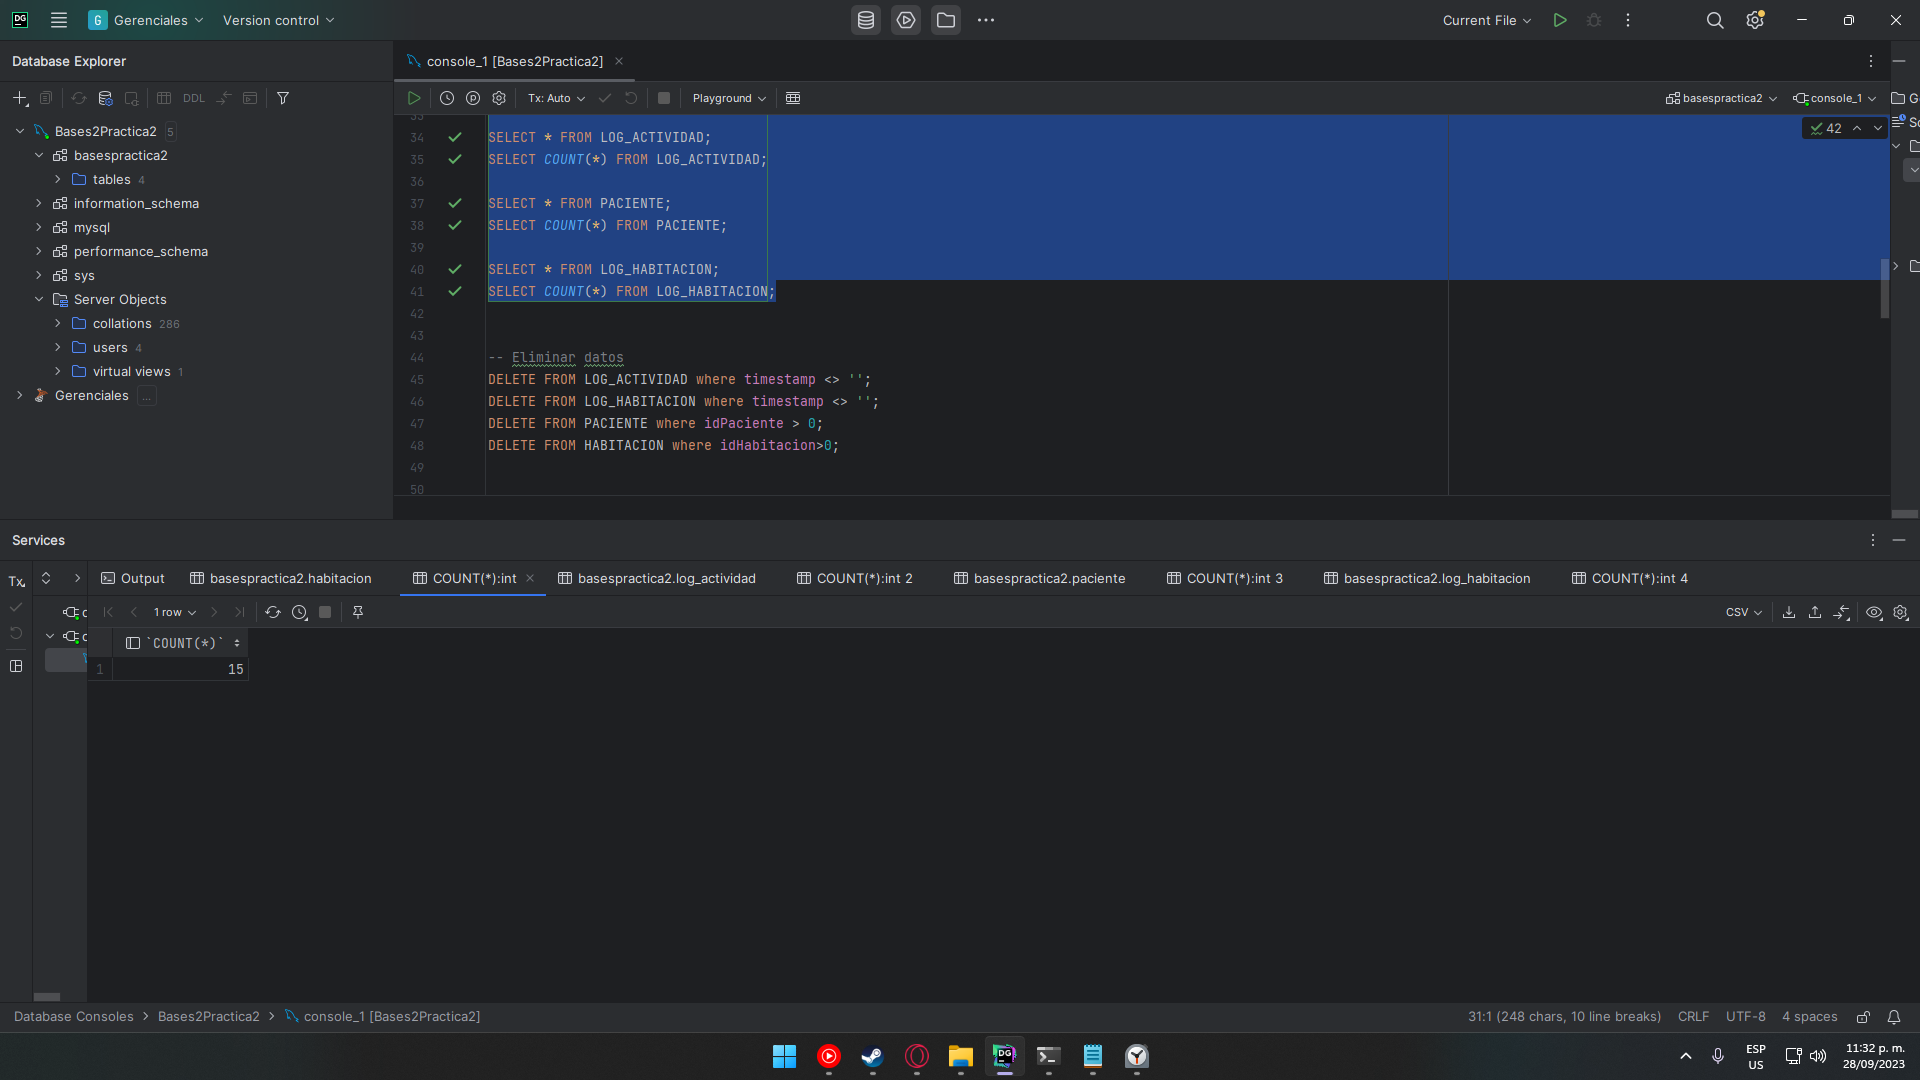 DG
G Gerenciales
Version control
Current File
Database Explorer
console_1 [Bases2Practica2]
DDL
Tx: Auto
Playground
basespractica2
console_1
G
Bases2Practica2 5
basespractica2
tables 4
information_schema
mysql
performance_schema
sys
Server Objects
collations 286
users 4
virtual views 1
Gerenciales ...
33
34 SELECT * FROM LOG_ACTIVIDAD;
35 SELECT COUNT(*) FROM LOG_ACTIVIDAD;
36
37 SELECT * FROM PACIENTE;
38 SELECT COUNT(*) FROM PACIENTE;
39
40 SELECT * FROM LOG_HABITACION;
41 SELECT COUNT(*) FROM LOG_HABITACION;
42
43
44 -- Eliminar datos
45 DELETE FROM LOG_ACTIVIDAD where timestamp <> '';
46 DELETE FROM LOG_HABITACION where timestamp <> '';
47 DELETE FROM PACIENTE where idPaciente > 0;
48 DELETE FROM HABITACION where idHabitacion>0;
49
50
42
Sc
Services
Tx
Output
basespractica2.habitacion
COUNT(*):int
basespractica2.log_actividad
COUNT(*):int 2
basespractica2.paciente
COUNT(*):int 3
basespractica2.log_habitacion
COUNT(*):int 4
1 row
CSV
`COUNT(*)`
1 15
Database Consoles > Bases2Practica2 > console_1 [Bases2Practica2]
31:1 (248 chars, 10 line breaks)
CRLF
UTF-8
4 spaces
DG
ESP
US
11:32 p. m.
28/09/2023